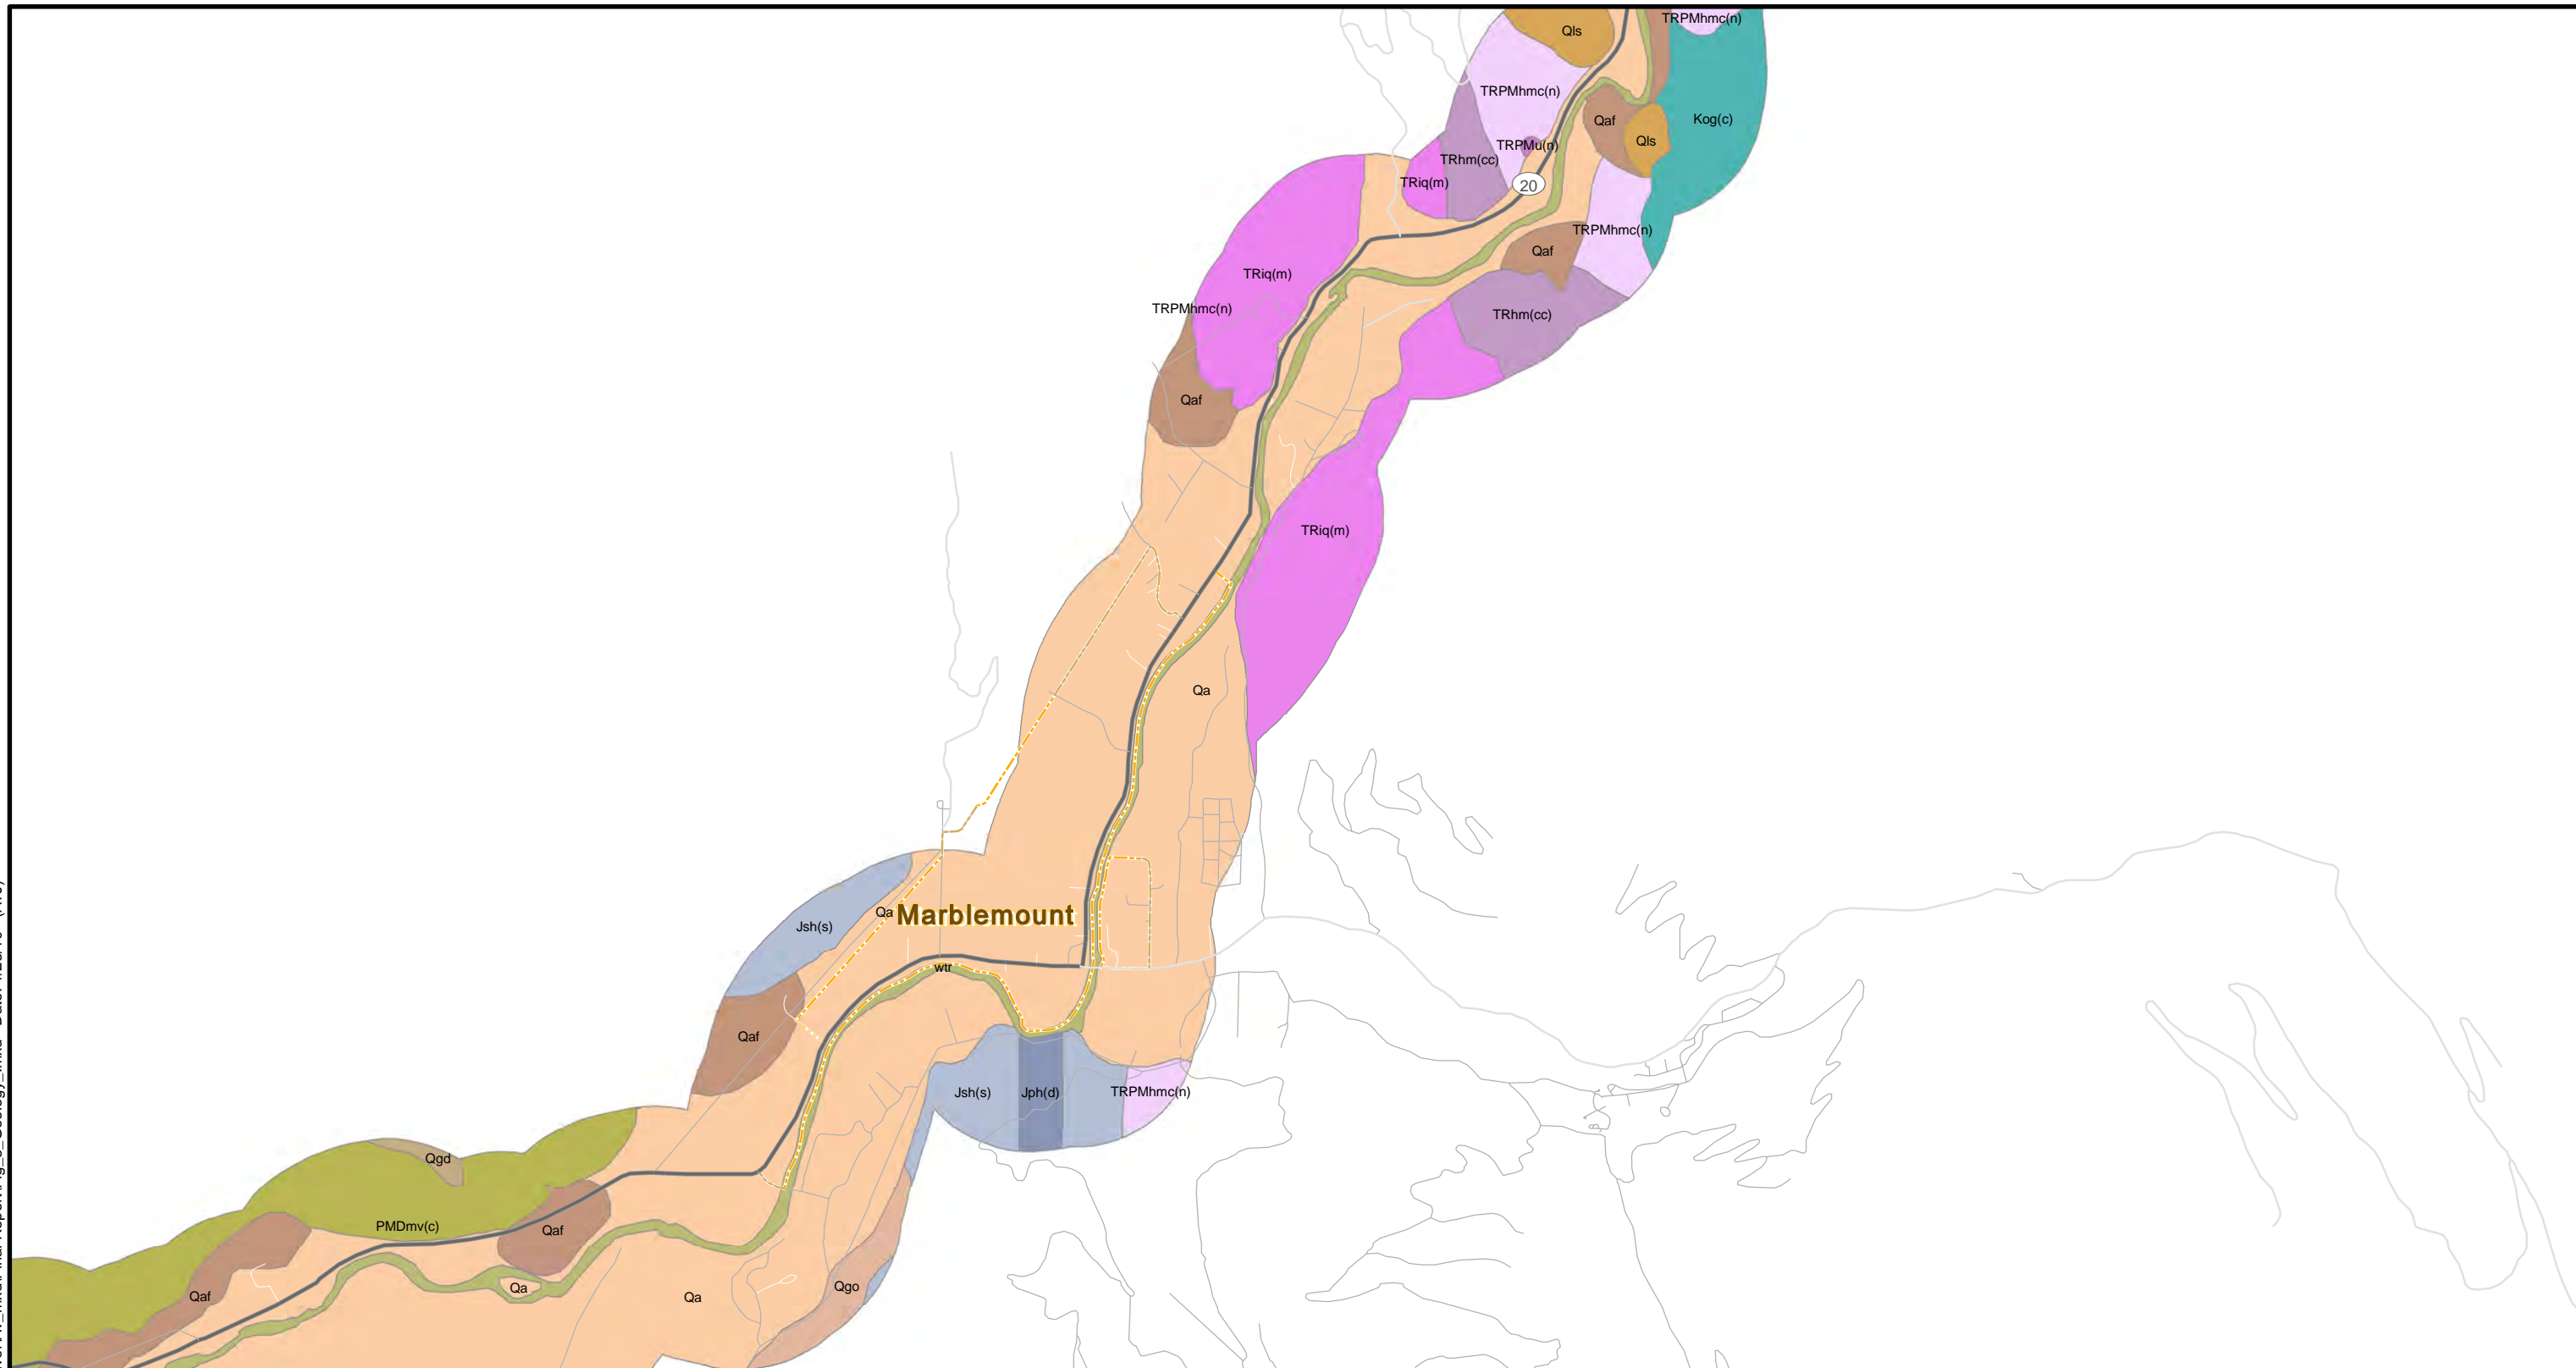 TRPMhmc(n)
Qls
TRPMhmc(n)
Kog(c)
Qaf
Qls
TRPMu(n)
TRhm(cc)
TRiq(m)
20
TRPMhmc(n)
Qaf
TRiq(m)
TRPMhmc(n)
TRhm(cc)
Qaf
TRiq(m)
Qa
Qa
Marblemount
Jsh(s)
wtr
Qaf
Jsh(s)
Jph(d)
TRPMhmc(n)
Qgd
PMDmv(c)
Qaf
Qa
Qgo
Qaf
Qa